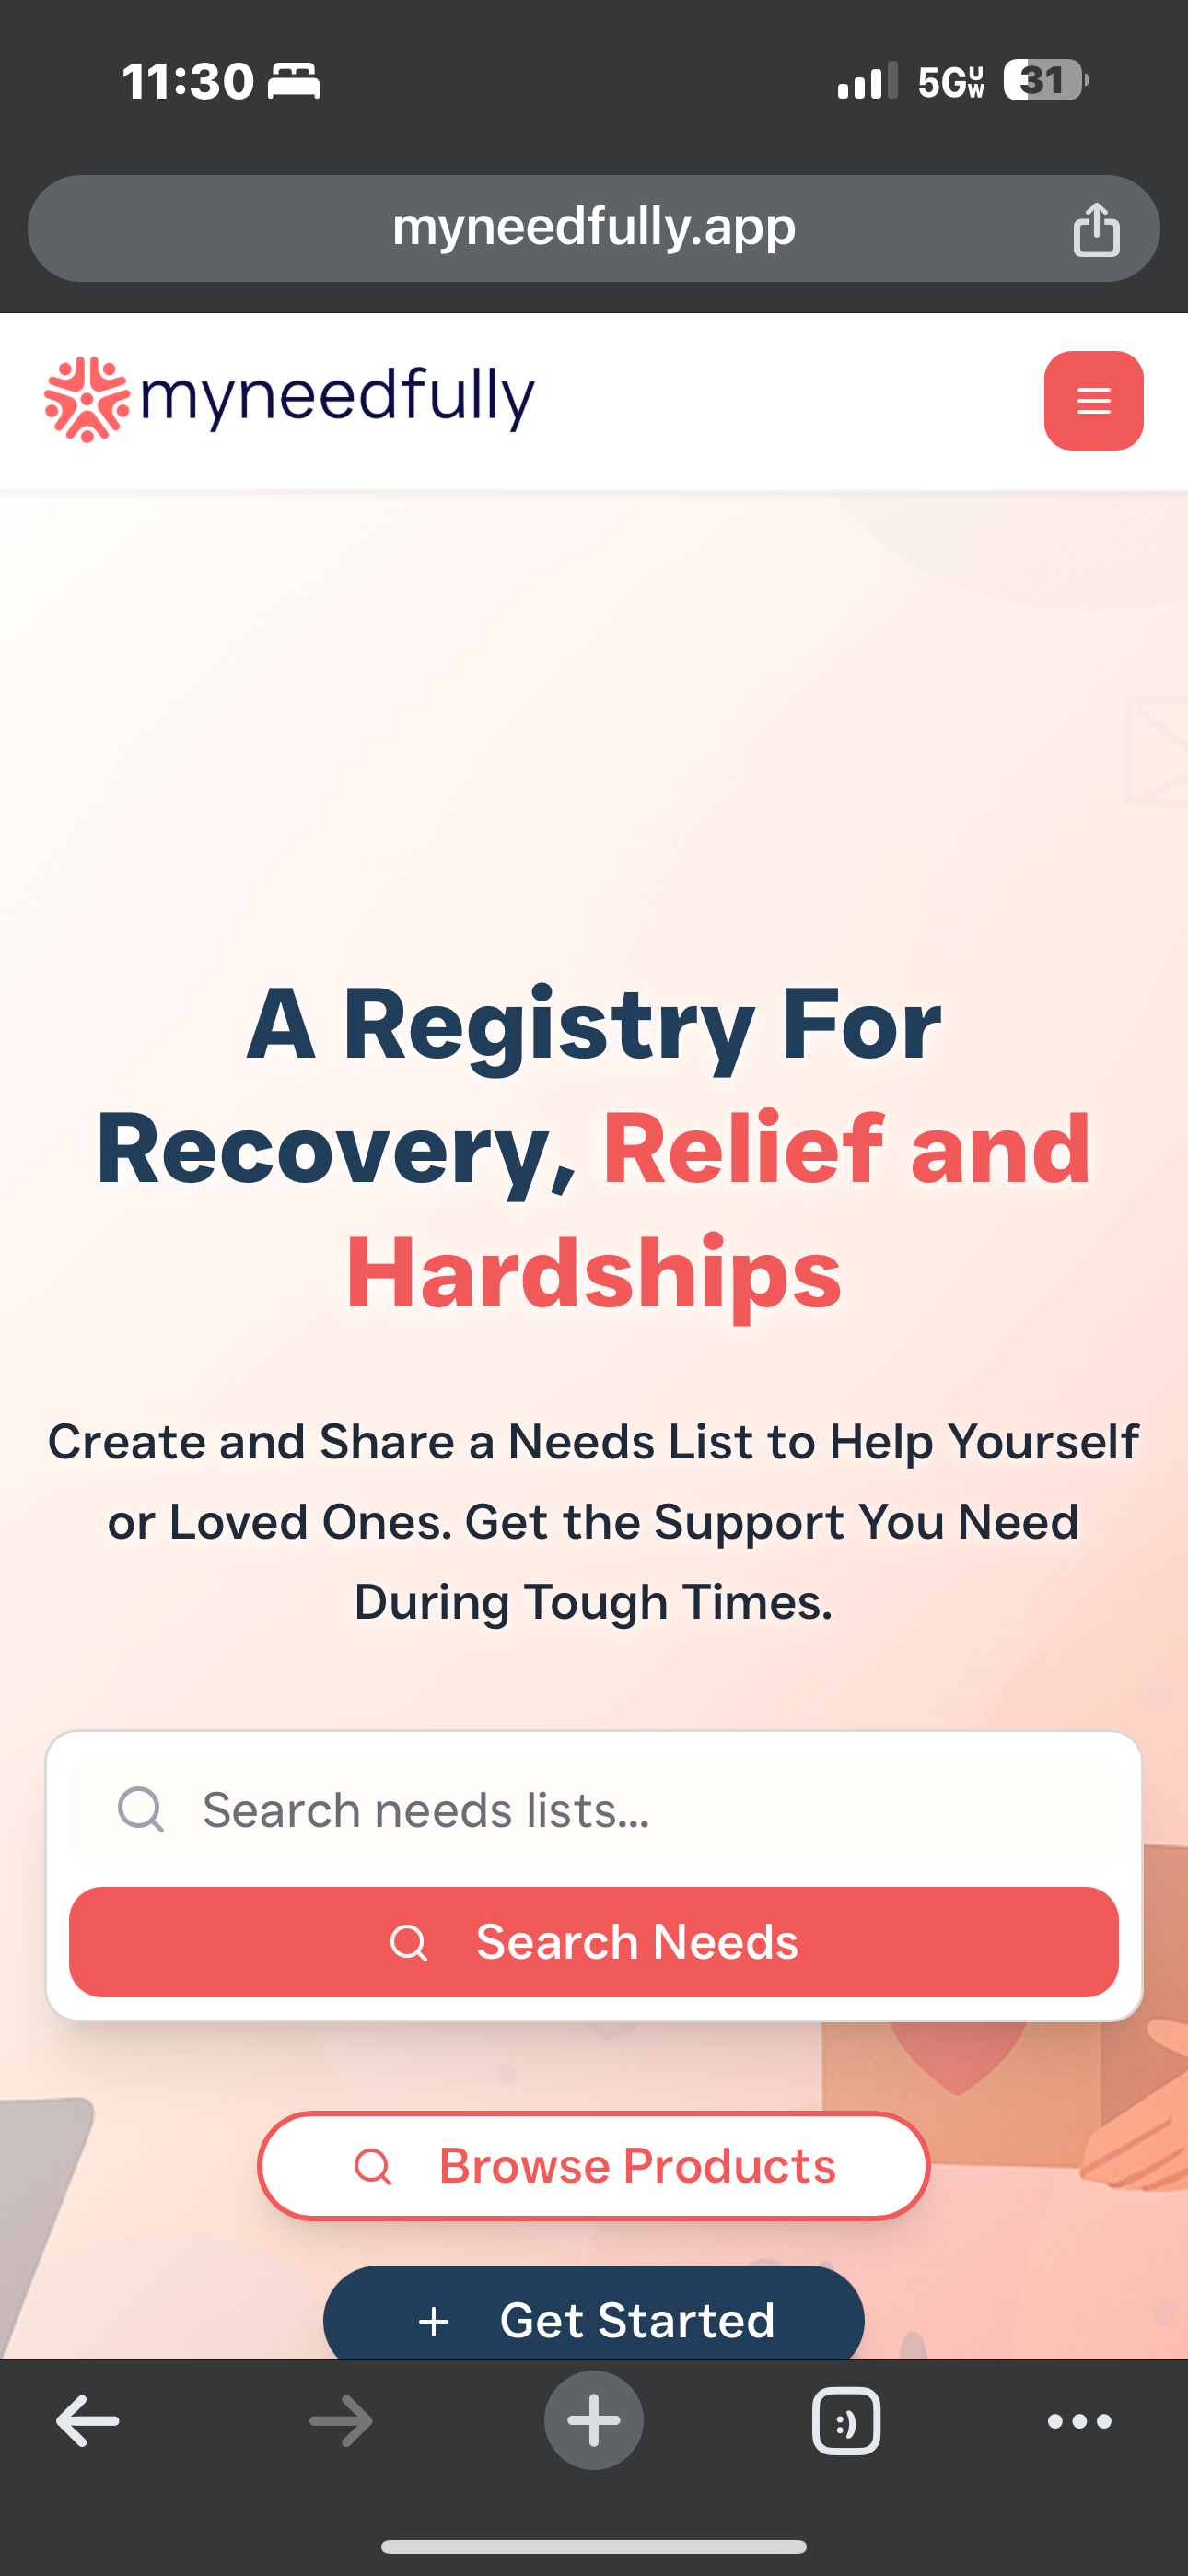 11:30
5G UW 31
myneedfully.app
myneedfully
A Registry For
Recovery, Relief and
Hardships
Create and Share a Needs List to Help Yourself
or Loved Ones. Get the Support You Need
During Tough Times.
Search needs lists...
Search Needs
Browse Products
+ Get Started
:)